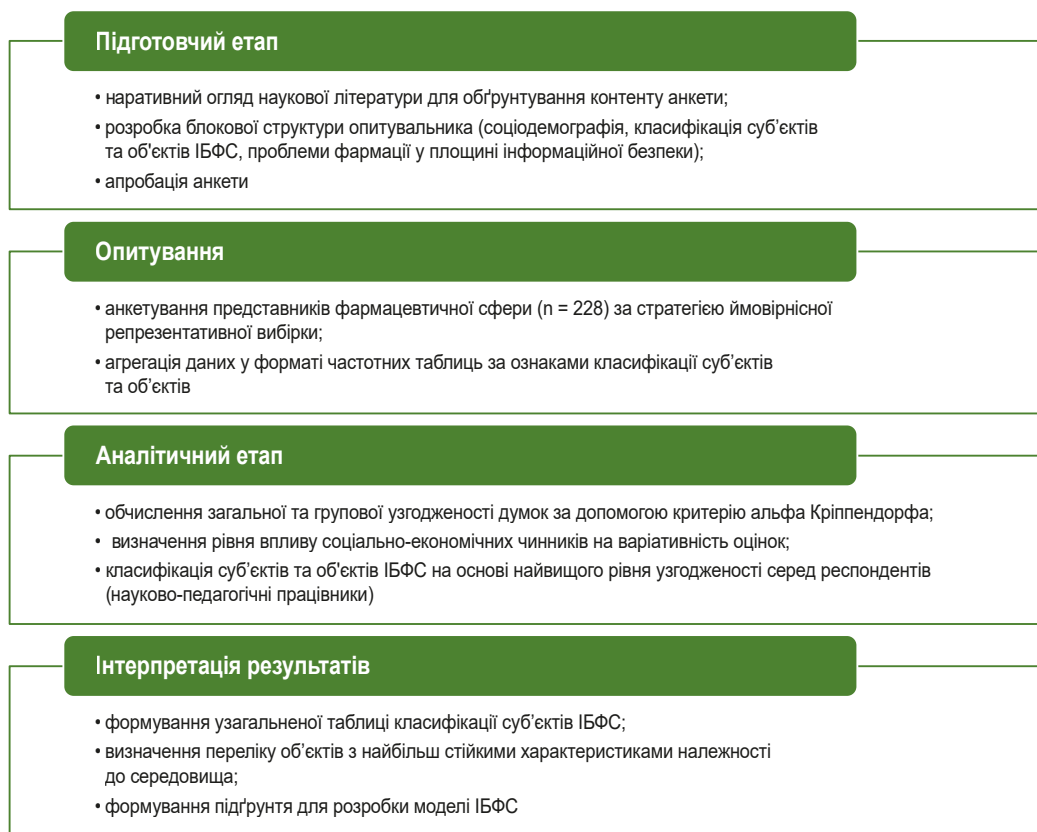 Підготовчий етап
• наративний огляд наукової літератури для обґрунтування контенту анкети;
• розробка блокової структури опитувальника (соціодемографія, класифікація суб’єктів
та об'єктів ІБФС, проблеми фармації у площині інформаційної безпеки);
• апробація анкети
Опитування
• анкетування представників фармацевтичної сфери (n = 228) за стратегією ймовірнісної
репрезентативної вибірки;
• агрегація даних у форматі частотних таблиць за ознаками класифікації суб’єктів
та об’єктів
Аналітичний етап
• обчислення загальної та групової узгодженості думок за допомогою критерію альфа Кріппендорфа;
• визначення рівня впливу соціально-економічних чинників на варіативність оцінок;
• класифікація суб’єктів та об'єктів ІБФС на основі найвищого рівня узгодженості серед респондентів
(науково-педагогічні працівники)
Інтерпретація результатів
• формування узагальненої таблиці класифікації суб’єктів ІБФС;
• визначення переліку об’єктів з найбільш стійкими характеристиками належності
до середовища;
• формування підґрунтя для розробки моделі ІБФС